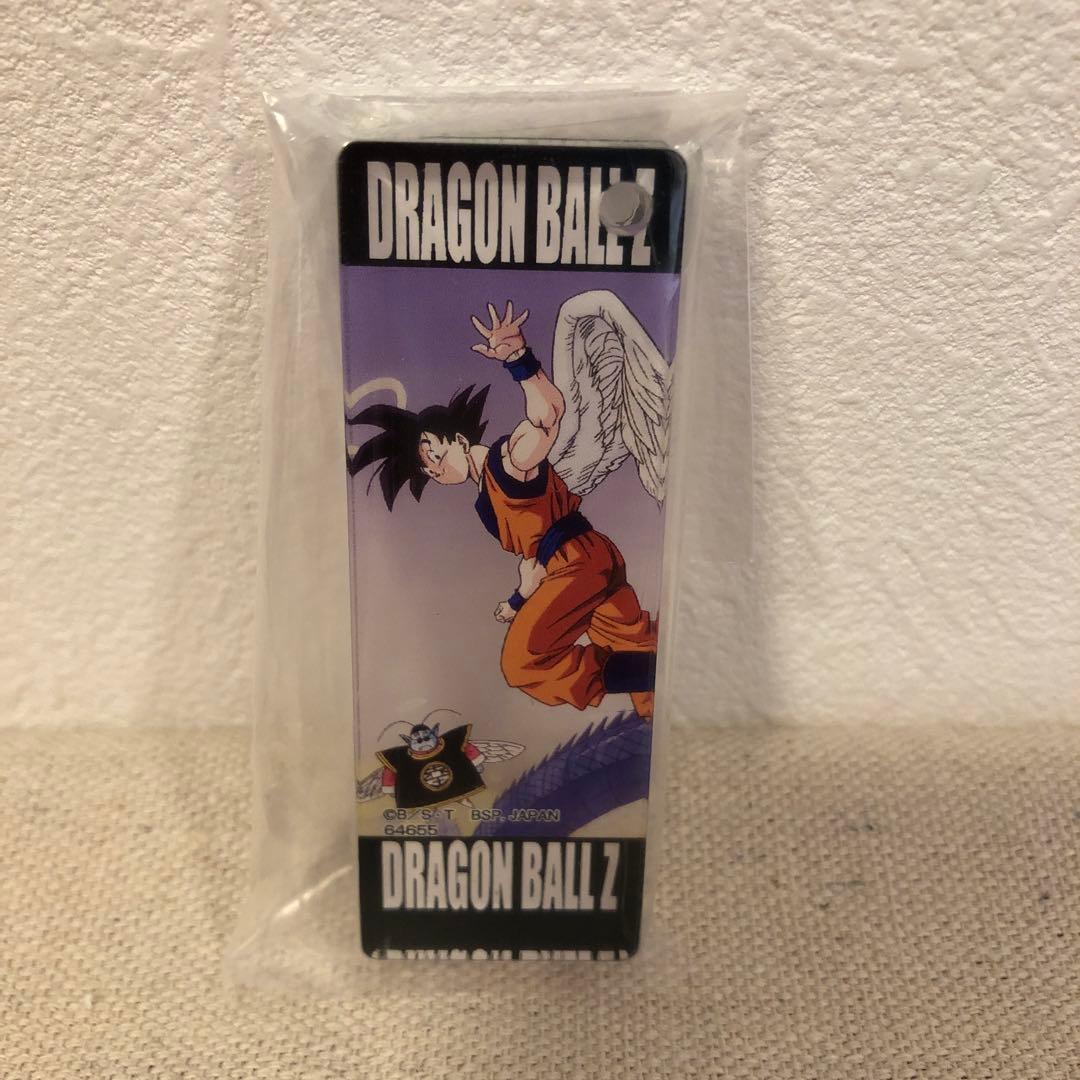 DRAGON BALL Z
©B／S・T BSP, JAPAN
64655
DRAGON BALL Z